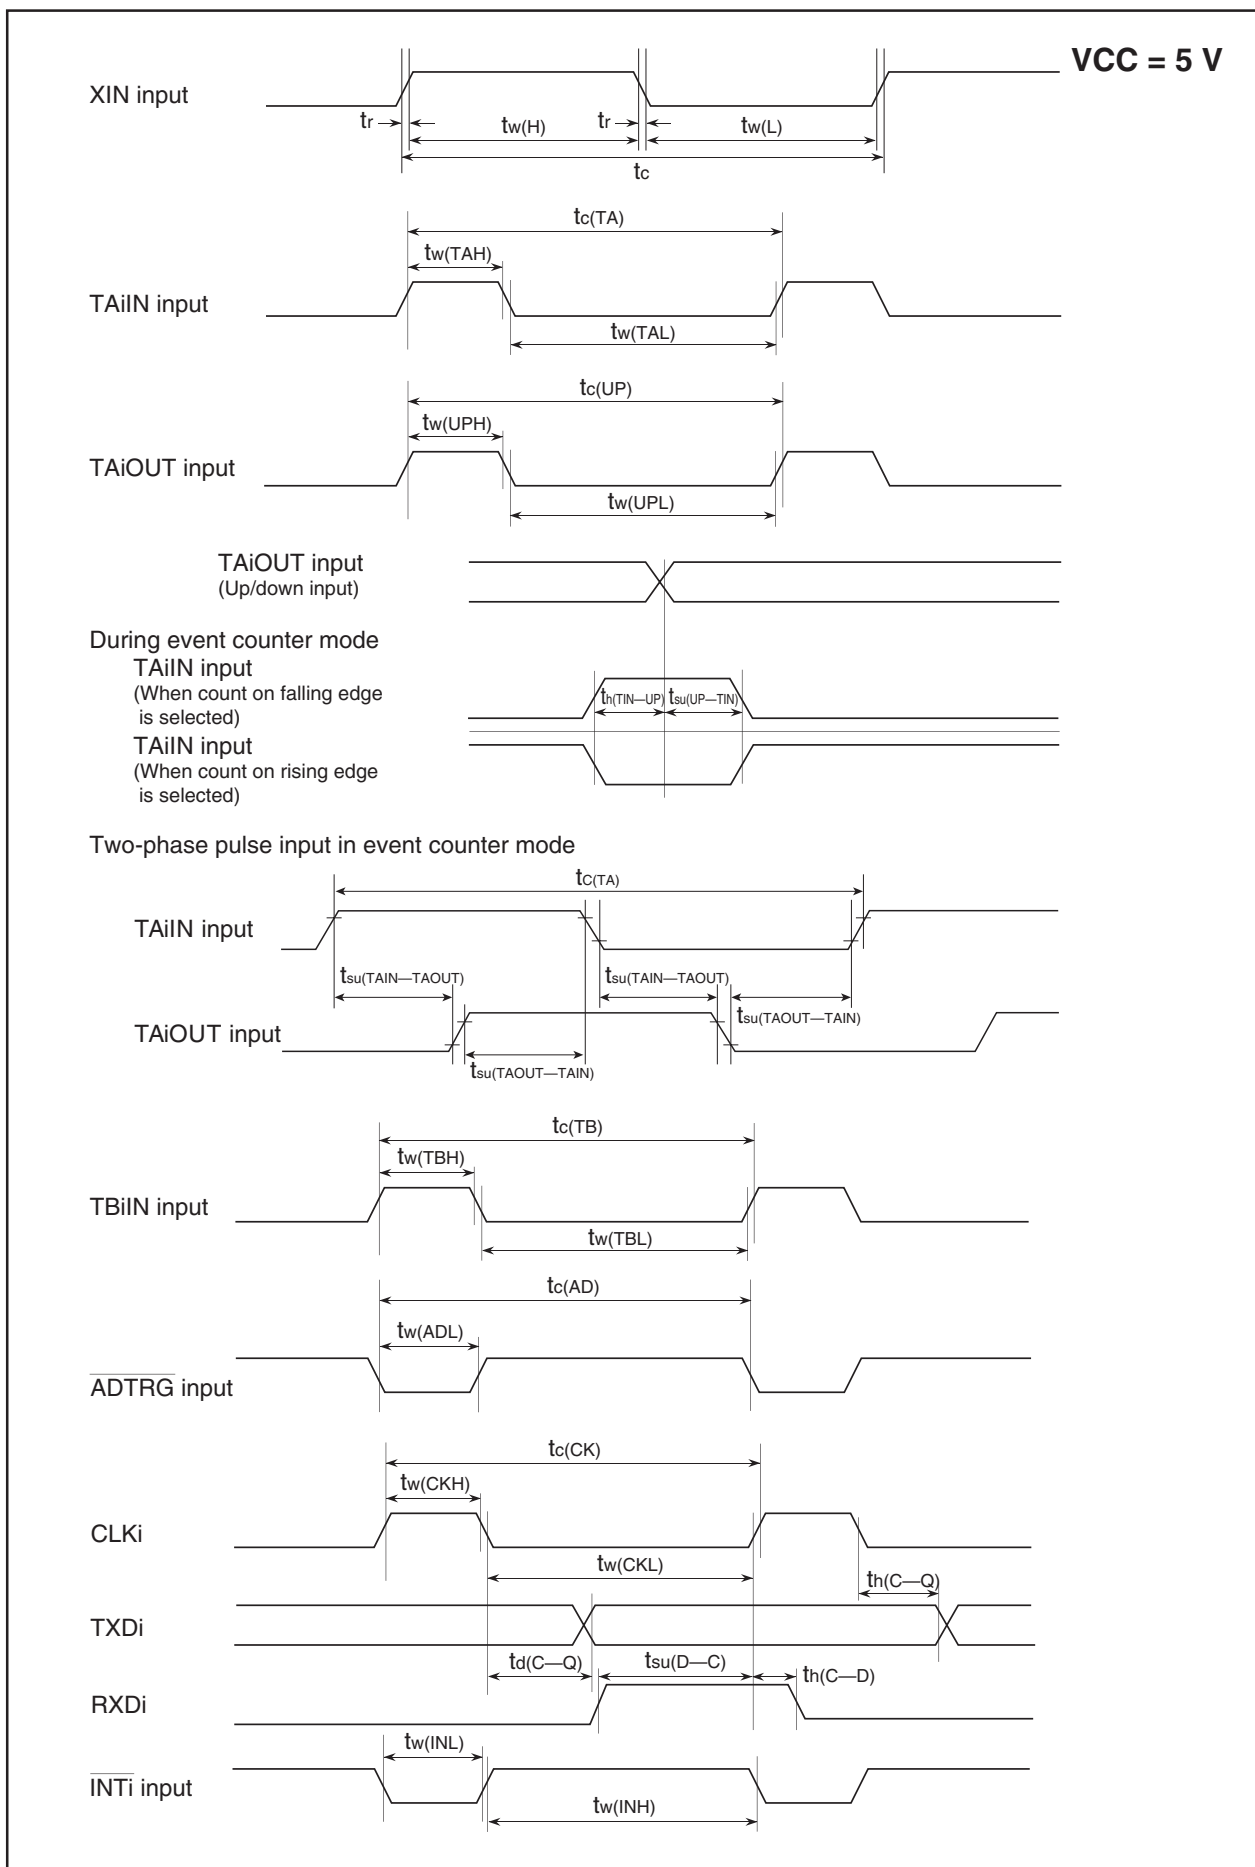 VCC = 5 V
XIN input
tr
tw(H)
tr
tw(L)
tc
tc(TA)
tw(TAH)
TAiIN input
tw(TAL)
tc(UP)
tw(UPH)
TAiOUT input
tw(UPL)
TAiOUT input
(Up/down input)
During event counter mode
TAiIN input
(When count on falling edge
is selected)
th(TIN—UP)
tsu(UP—TIN)
TAiIN input
(When count on rising edge
is selected)
Two-phase pulse input in event counter mode
tC(TA)
TAiIN input
tsu(TAIN—TAOUT)
tsu(TAIN—TAOUT)
tsu(TAOUT—TAIN)
TAiOUT input
tsu(TAOUT—TAIN)
tc(TB)
tw(TBH)
TBiIN input
tw(TBL)
tc(AD)
tw(ADL)
ADTRG input
tc(CK)
tw(CKH)
CLKi
tw(CKL)
th(C—Q)
TXDi
td(C—Q)
tsu(D—C)
th(C—D)
RXDi
tw(INL)
INTi input
tw(INH)